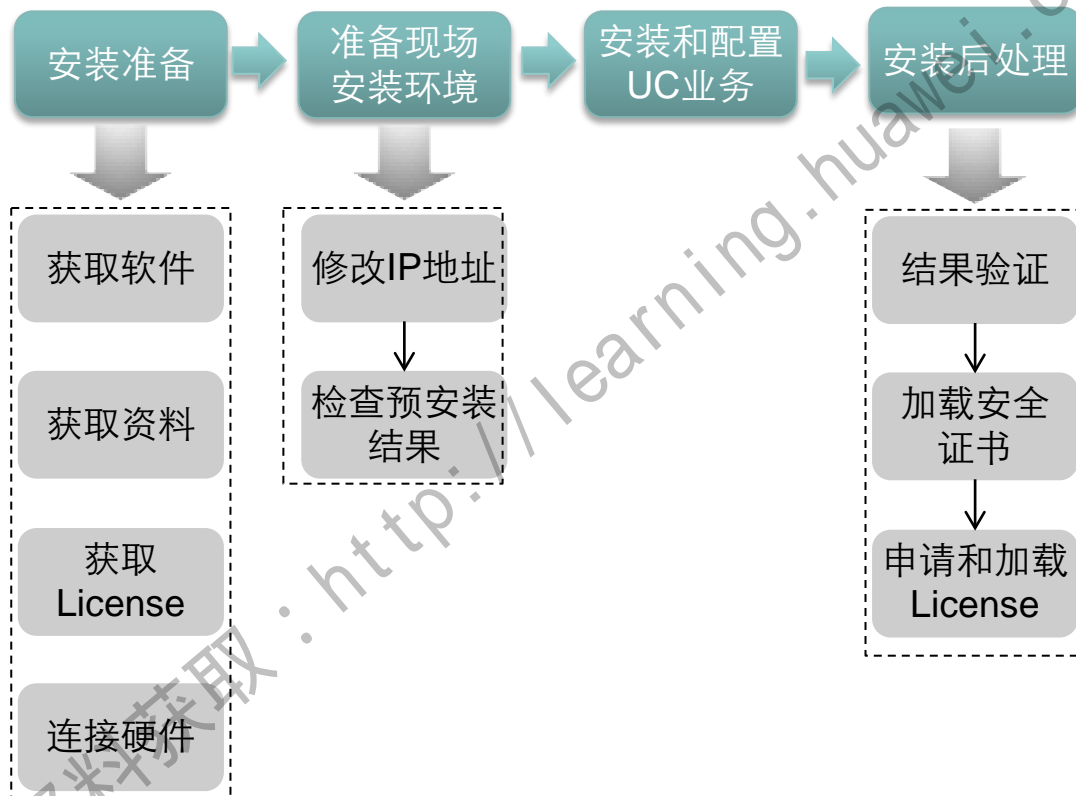 安装准备
准备现场
安装环境
安装和配置
UC业务
安装后处理
获取软件
获取资料
获取
License
连接硬件
修改IP地址
检查预安装
结果
结果验证
加载安全
证书
申请和加载
License
料获取：http://learning.huawei.c